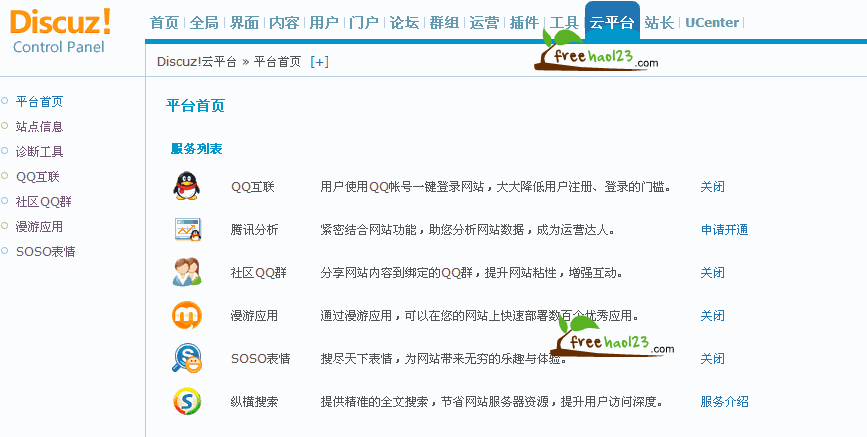 Discuz!
Control Panel
首页 全局 界面 内容 用户 门户 论坛 群组 运营 插件 工具 云平台 站长 UCenter
Discuz!云平台 » 平台首页 [+]
freehao123.com
平台首页
站点信息
诊断工具
QQ互联
社区QQ群
漫游应用
SOSO表情
平台首页
服务列表
QQ互联 用户使用QQ帐号一键登录网站，大大降低用户注册、登录的门槛。 关闭
腾讯分析 紧密结合网站功能，助您分析网站数据，成为运营达人。 申请开通
社区QQ群 分享网站内容到绑定的QQ群，提升网站粘性，增强互动。 关闭
漫游应用 通过漫游应用，可以在您的网站上快速部署数百个优秀应用。 关闭
freehao123.com
SOSO表情 搜尽天下表情，为网站带来无穷的乐趣与体验。 关闭
纵横搜索 提供精准的全文搜索，节省网站服务器资源，提升用户访问深度。 服务介绍